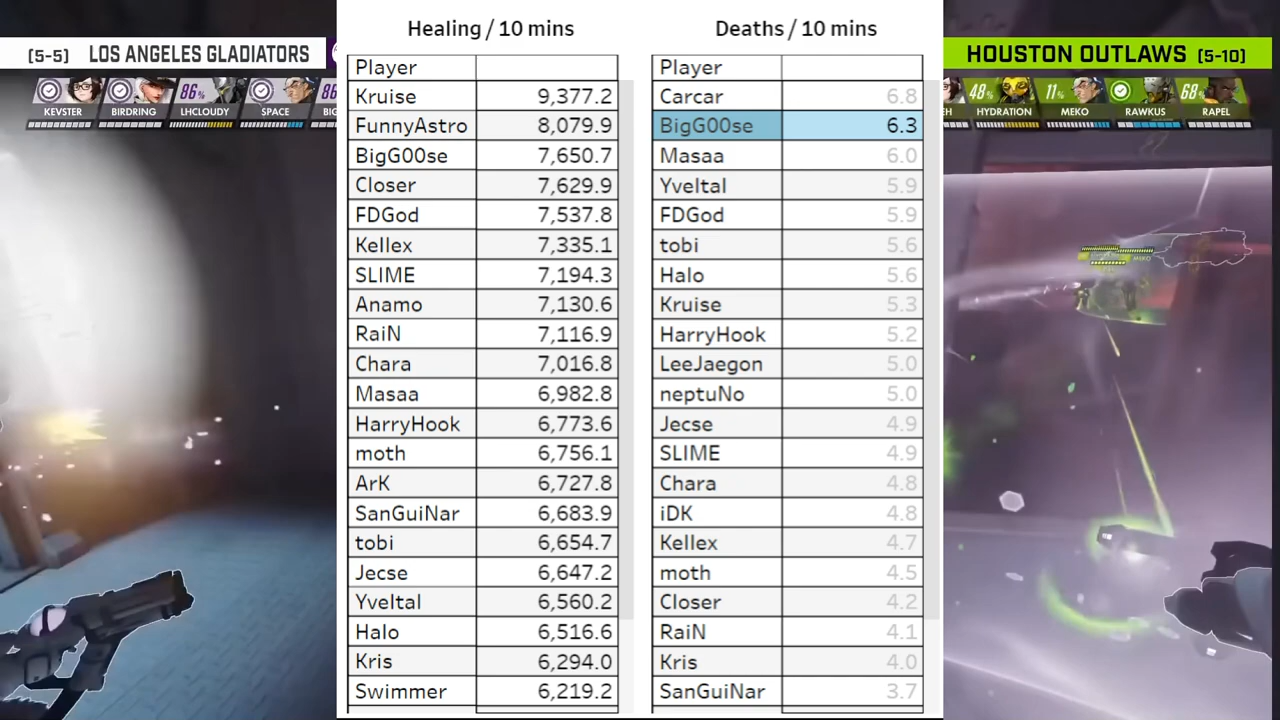 [5-5] LOS ANGELES GLADIATORS
KEVSTER BIRDRING 86% LHCLOUDY SPACE
Healing / 10 mins
Player
Kruise 9,377.2
FunnyAstro 8,079.9
BigG00se 7,650.7
Closer 7,629.9
FDGod 7,537.8
Kellex 7,335.1
SLIME 7,194.3
Anamo 7,130.6
RaiN 7,116.9
Chara 7,016.8
Masaa 6,982.8
HarryHook 6,773.6
moth 6,756.1
ArK 6,727.8
SanGuiNar 6,683.9
tobi 6,654.7
Jecse 6,647.2
Yveltal 6,560.2
Halo 6,516.6
Kris 6,294.0
Swimmer 6,219.2
Deaths / 10 mins
Player
Carcar 6.8
BigG00se 6.3
Masaa 6.0
Yveltal 5.9
FDGod 5.9
tobi 5.6
Halo 5.6
Kruise 5.3
HarryHook 5.2
LeeJaegon 5.0
neptuNo 5.0
Jecse 4.9
SLIME 4.9
Chara 4.8
iDK 4.8
Kellex 4.7
moth 4.5
Closer 4.2
RaiN 4.1
Kris 4.0
SanGuiNar 3.7
HOUSTON OUTLAWS [5-10]
48% 11% 68%
HYDRATION MEKO RAWKUS RAPEL
MEKO